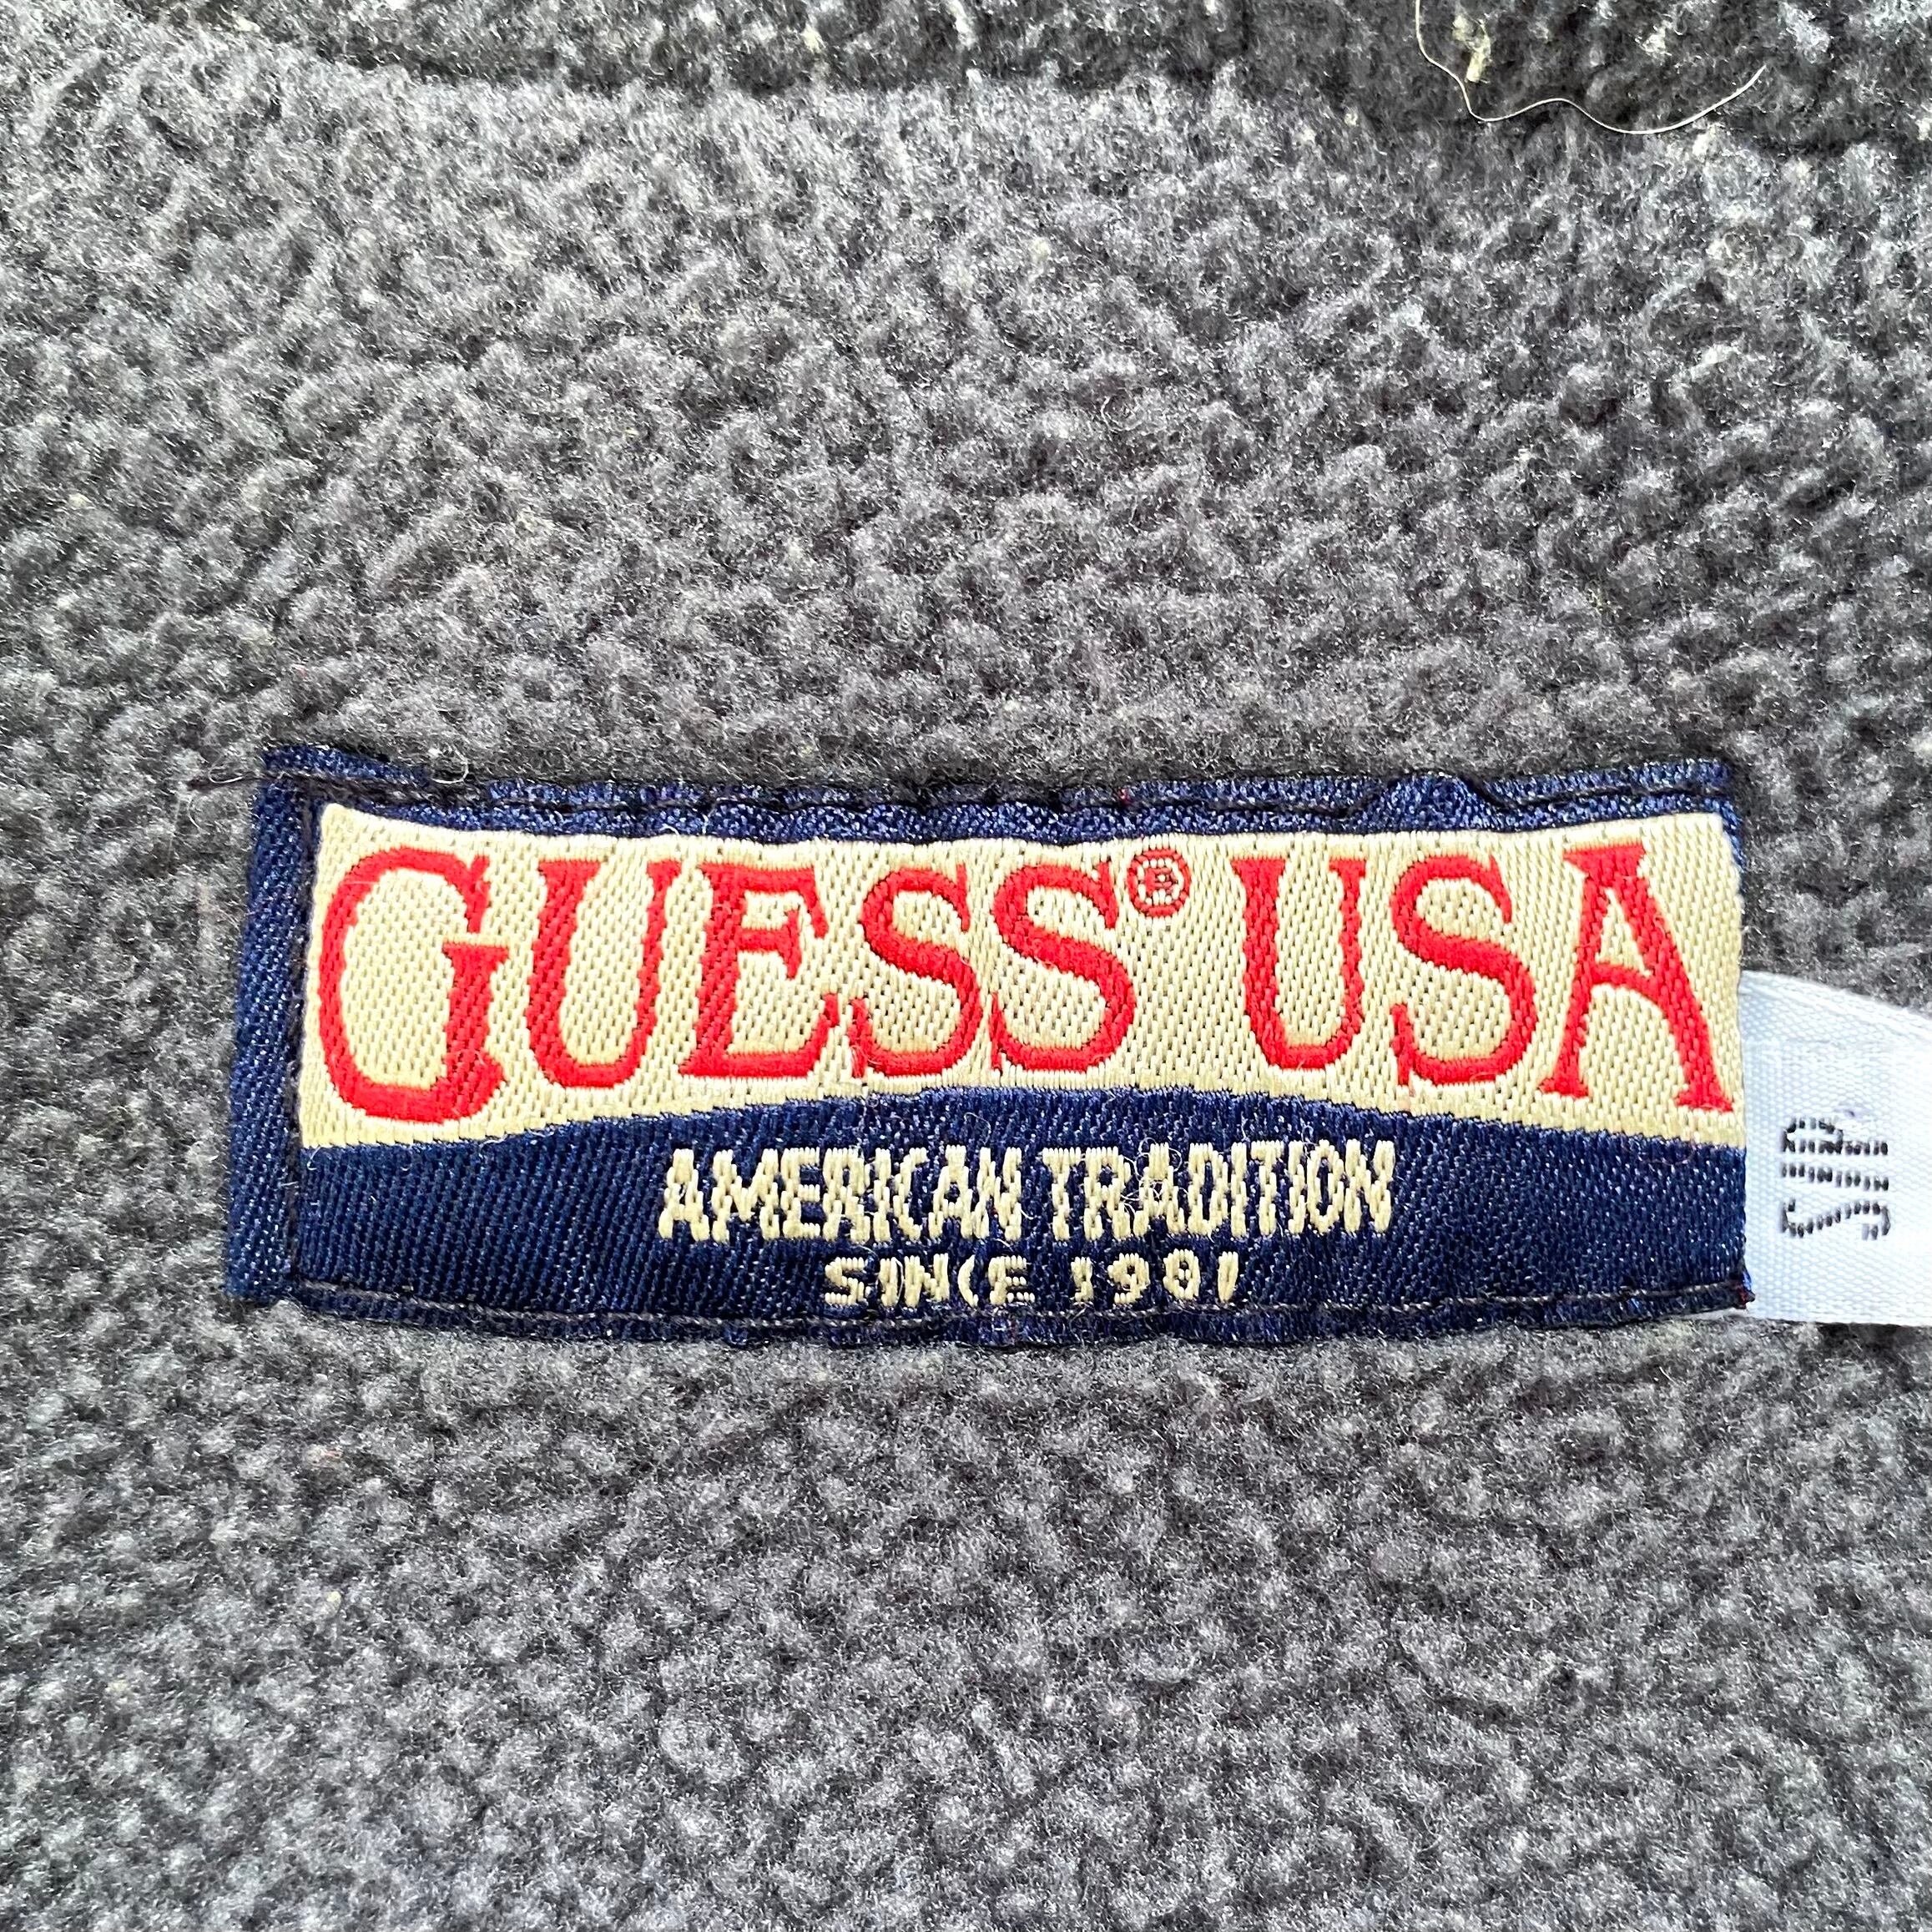 GUESS® USA
AMERICAN TRADITION
SINCE 1981